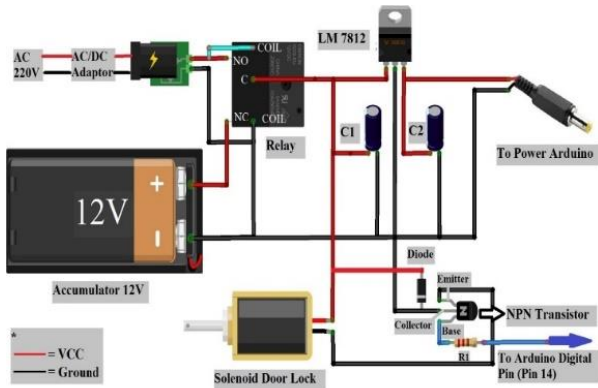 AC
220V
AC/DC
Adaptor
COIL
NO
C
NC
COIL
Relay
LM 7812
C1
C2
To Power Arduino
12V
+
-
Accumulator 12V
Diode
Emitter
NPN Transistor
Collector
Base
R1
To Arduino Digital
Pin (Pin 14)
Solenoid Door Lock
*
= VCC
= Ground